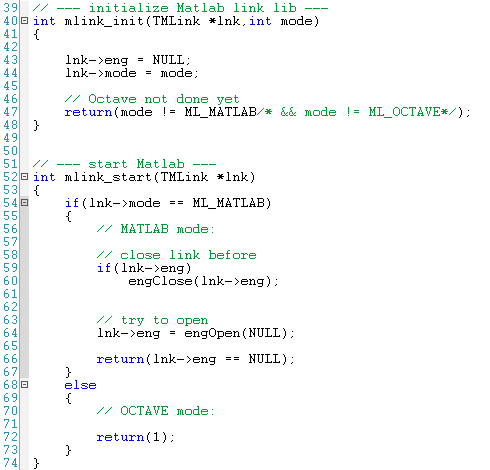 39 // --- initialize Matlab link lib ---
40 int mlink_init(TMLink *lnk,int mode)
41 {
42
43     lnk->eng = NULL;
44     lnk->mode = mode;
45
46     // Octave not done yet
47     return(mode != ML_MATLAB/* && mode != ML_OCTAVE*/);
48 }
49
50
51 // --- start Matlab ---
52 int mlink_start(TMLink *lnk)
53 {
54     if(lnk->mode == ML_MATLAB)
55     {
56         // MATLAB mode:
57
58         // close link before
59         if(lnk->eng)
60             engClose(lnk->eng);
61
62
63         // try to open
64         lnk->eng = engOpen(NULL);
65
66         return(lnk->eng == NULL);
67     }
68     else
69     {
70         // OCTAVE mode:
71
72         return(1);
73     }
74 }